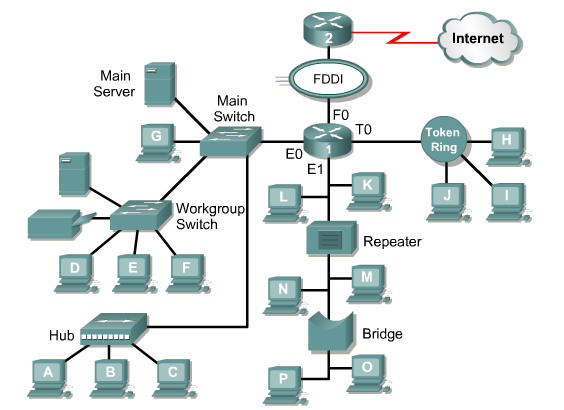 2
Internet
FDDI
Main
Server
Main
Switch
F0
G
T0
Token
Ring
H
E0
1
E1
K
L
J
I
Workgroup
Switch
Repeater
D
E
F
N
M
Hub
Bridge
A
B
C
P
O